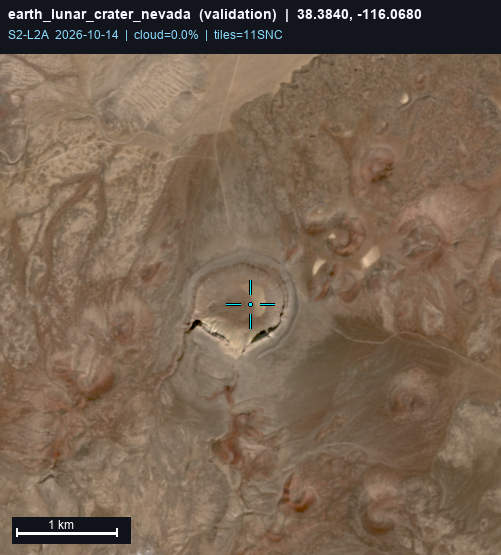 earth_lunar_crater_nevada (validation) | 38.3840, -116.0680
S2-L2A 2026-10-14 | cloud=0.0% | tiles=11SNC
1 km